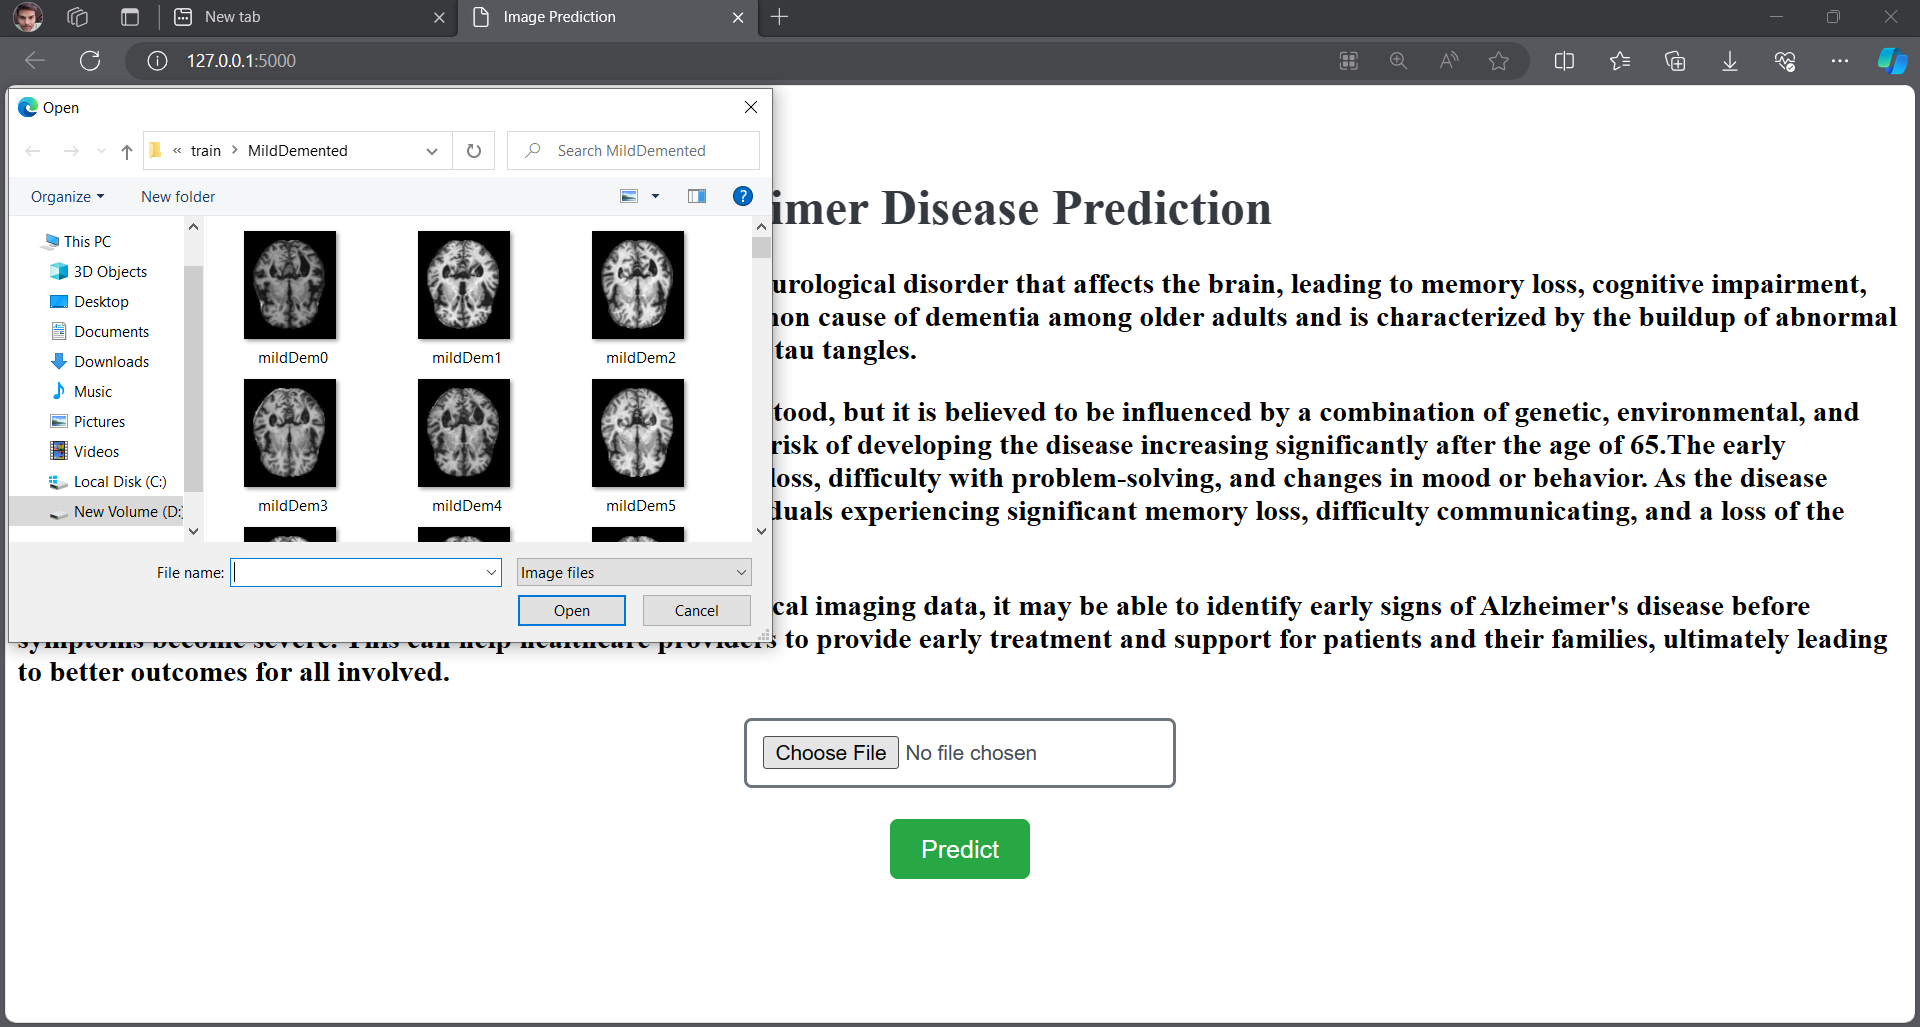 New tab
Image Prediction
127.0.0.1:5000
Open
« train > MildDemented
Search MildDemented
Organize
New folder
This PC
3D Objects
Desktop
Documents
Downloads
Music
Pictures
Videos
Local Disk (C:)
New Volume (D:)
mildDem0 mildDem1 mildDem2
mildDem3 mildDem4 mildDem5
File name:
Image files
Open Cancel
imer Disease Prediction
urological disorder that affects the brain, leading to memory loss, cognitive impairment,
cause of dementia among older adults and is characterized by the buildup of abnormal
tau tangles.
tood, but it is believed to be influenced by a combination of genetic, environmental, and
risk of developing the disease increasing significantly after the age of 65.The early
loss, difficulty with problem-solving, and changes in mood or behavior. As the disease
duals experiencing significant memory loss, difficulty communicating, and a loss of the
cal imaging data, it may be able to identify early signs of Alzheimer's disease before
symptoms become severe. This can help healthcare providers to provide early treatment and support for patients and their families, ultimately leading
to better outcomes for all involved.
Choose File No file chosen
Predict